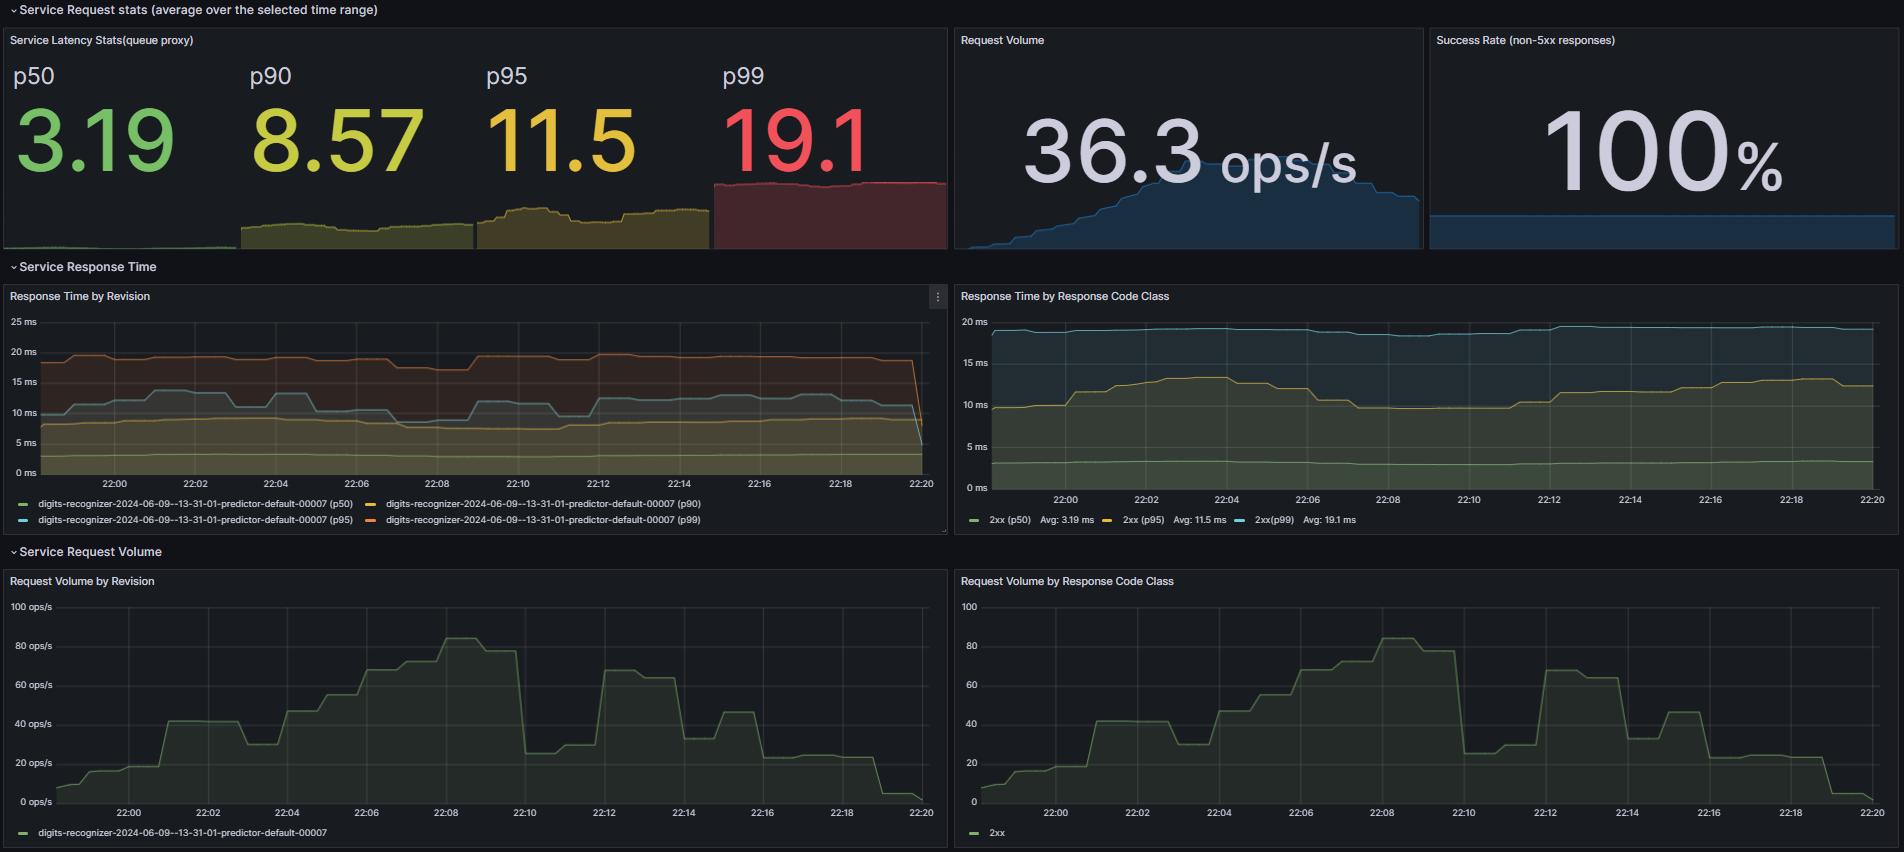 Service Request stats (average over the selected time range)
Service Latency Stats(queue proxy)
p50
3.19
p90
8.57
p95
11.5
p99
19.1
Request Volume
36.3 ops/s
Success Rate (non-5xx responses)
100%
Service Response Time
Response Time by Revision
25 ms
20 ms
15 ms
10 ms
5 ms
0 ms
22:00 22:02 22:04 22:06 22:08 22:10 22:12 22:14 22:16 22:18 22:20
digits-recognizer-2024-06-09--13-31-01-predictor-default-00007 (p50) digits-recognizer-2024-06-09--13-31-01-predictor-default-00007 (p90)
digits-recognizer-2024-06-09--13-31-01-predictor-default-00007 (p95) digits-recognizer-2024-06-09--13-31-01-predictor-default-00007 (p99)
Response Time by Response Code Class
20 ms
15 ms
10 ms
5 ms
0 ms
22:00 22:02 22:04 22:06 22:08 22:10 22:12 22:14 22:16 22:18 22:20
2xx (p50) Avg: 3.19 ms 2xx (p95) Avg: 11.5 ms 2xx(p99) Avg: 19.1 ms
Service Request Volume
Request Volume by Revision
100 ops/s
80 ops/s
60 ops/s
40 ops/s
20 ops/s
0 ops/s
22:00 22:02 22:04 22:06 22:08 22:10 22:12 22:14 22:16 22:18 22:20
digits-recognizer-2024-06-09--13-31-01-predictor-default-00007
Request Volume by Response Code Class
100
80
60
40
20
0
22:00 22:02 22:04 22:06 22:08 22:10 22:12 22:14 22:16 22:18 22:20
2xx